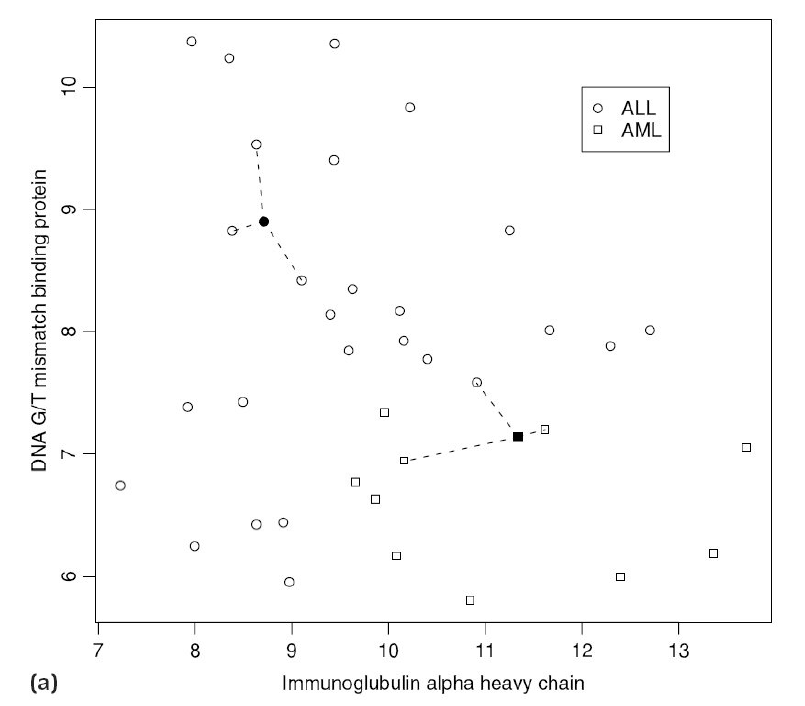 DNA G/T mismatch binding protein
10
9
8
7
6
ALL
AML
7 8 9 10 11 12 13
(a) Immunoglubulin alpha heavy chain